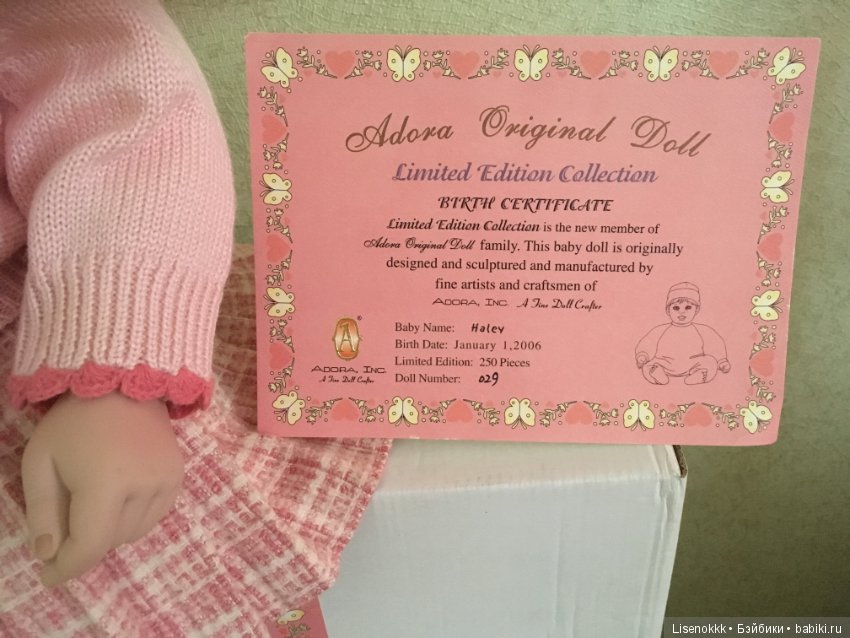 Adora Original Doll
Limited Edition Collection
BIRTH CERTIFICATE
Limited Edition Collection is the new member of
Adora Original Doll family. This baby doll is originally
designed and sculptured and manufactured by
fine artists and craftsmen of
ADORA, INC. A Fine Doll Crafter
A ®
ADORA, INC.
A Fine Doll Crafter
Baby Name: Haley
Birth Date: January 1,2006
Limited Edition: 250 Pieces
Doll Number: 029
Lisenokkk • Бэйбики • babiki.ru